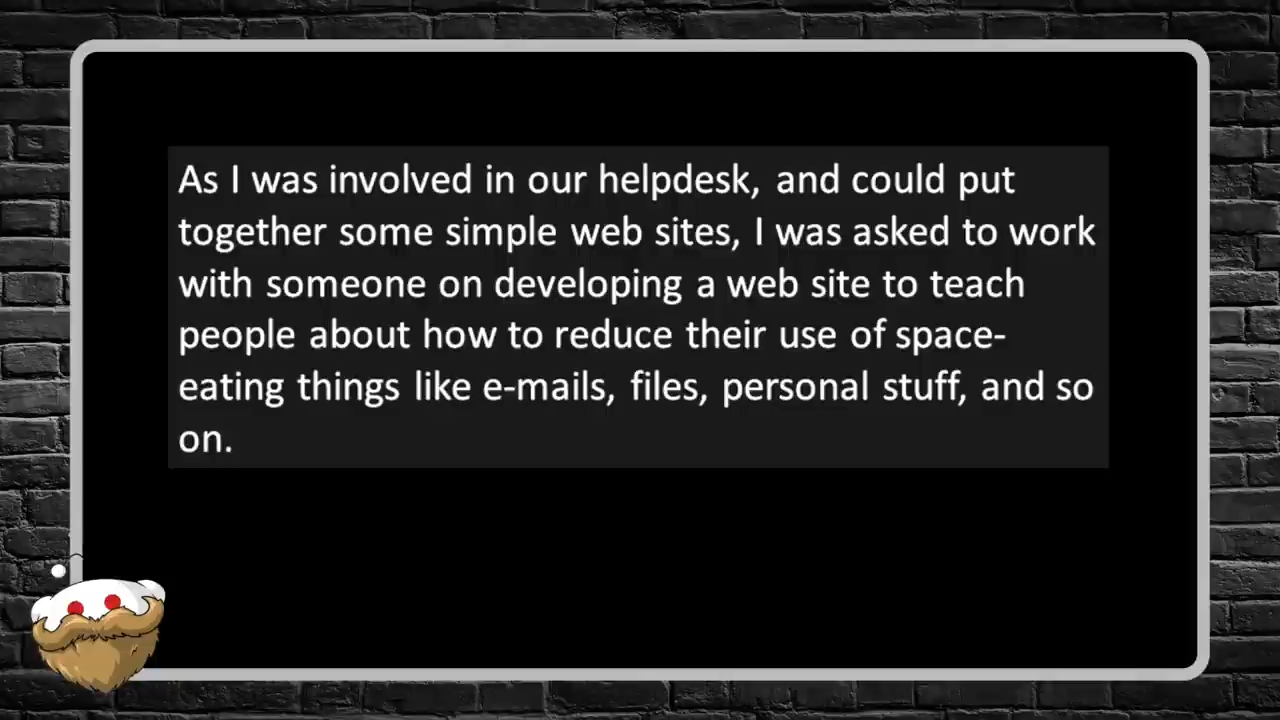 As I was involved in our helpdesk, and could put
together some simple web sites, I was asked to work
with someone on developing a web site to teach
people about how to reduce their use of space-
eating things like e-mails, files, personal stuff, and so
on.